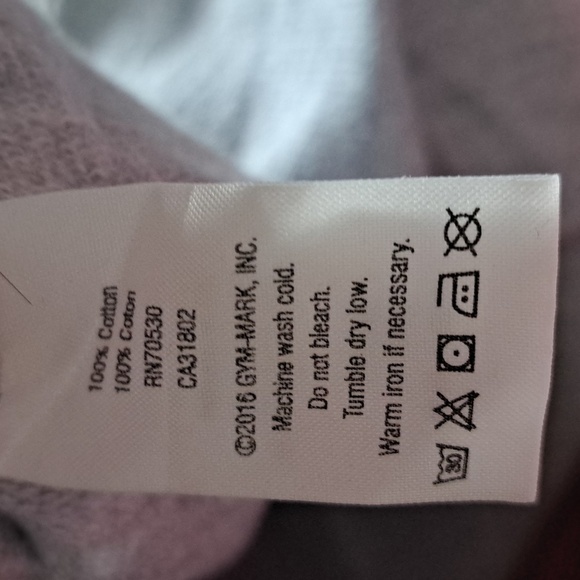 100% Cotton
100% Coton
RN70530
CA31802
©2016 GYM-MARK, INC.
Machine wash cold.
Do not bleach.
Tumble dry low.
Warm iron if necessary.
30